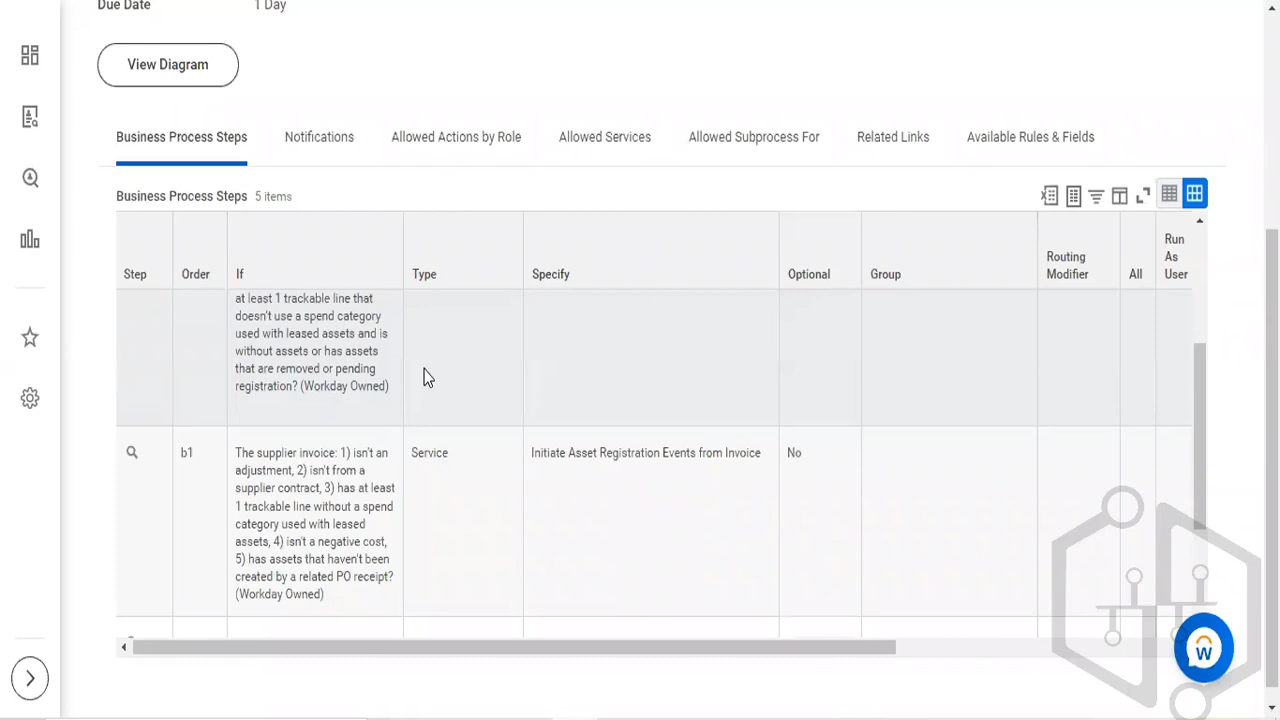 Due Date 1 Day
View Diagram
Business Process Steps Notifications Allowed Actions by Role Allowed Services Allowed Subprocess For Related Links Available Rules & Fields
Business Process Steps 5 items
Step Order If Type Specify Optional Group Routing Modifier All Run As User
at least 1 trackable line that
doesn't use a spend category
used with leased assets and is
without assets or has assets
that are removed or pending
registration? (Workday Owned)
b1 The supplier invoice: 1) isn't an Service Initiate Asset Registration Events from Invoice No
adjustment, 2) isn't from a
supplier contract, 3) has at least
1 trackable line without a spend
category used with leased
assets, 4) isn't a negative cost,
5) has assets that haven't been
created by a related PO receipt?
(Workday Owned)
W